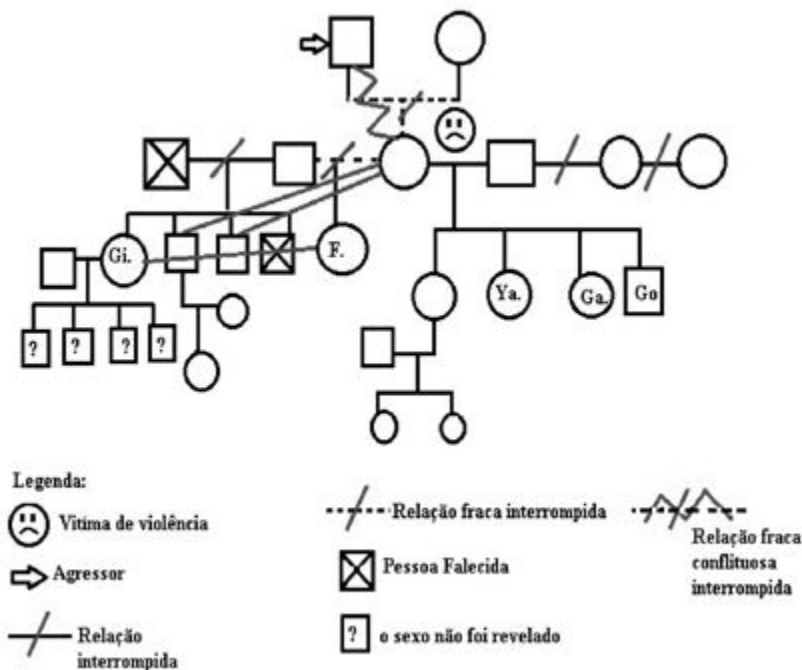 Gi.
F.
Ya.
Ga.
Go
?
?
?
?
Legenda:
Vitíma de violência
Agressor
Relação
interrompida
Relação fraca interrompida
Pessoa Falecida
?
o sexo não foi revelado
Relação fraca
conflituosa
interrompida